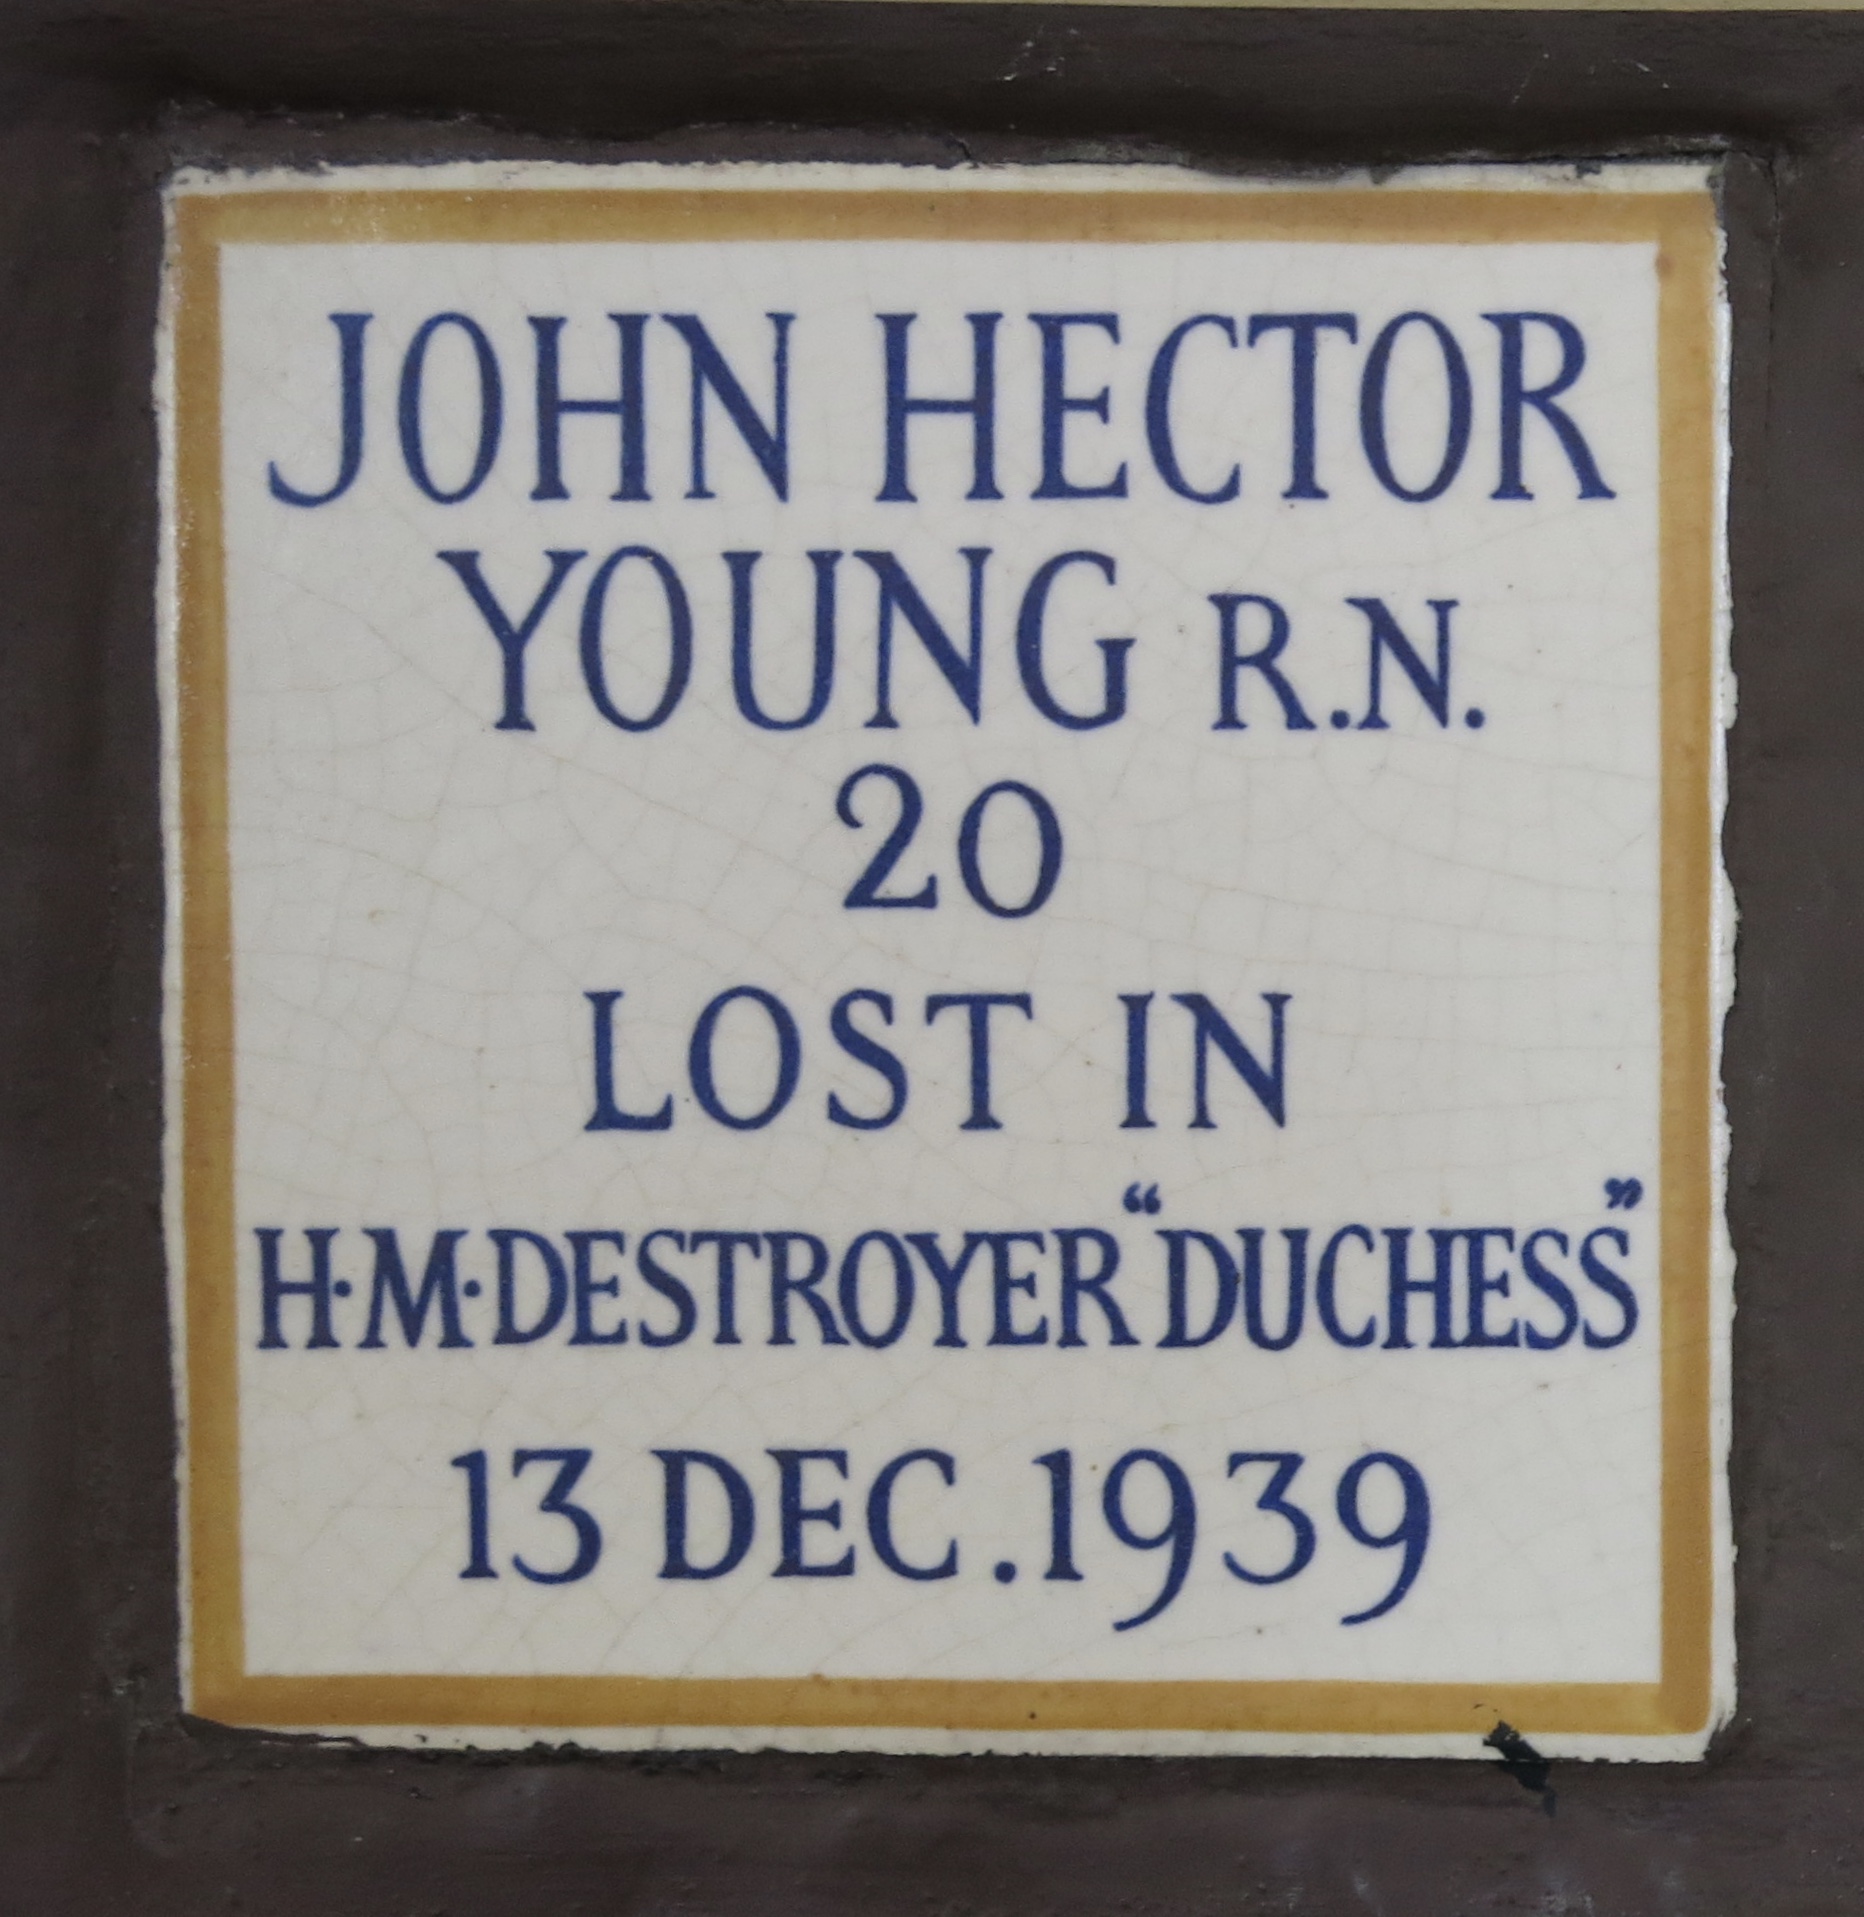 JOHN HECTOR
YOUNG R.N.
20
LOST IN
H·M·DESTROYER “DUCHESS”
13 DEC.1939